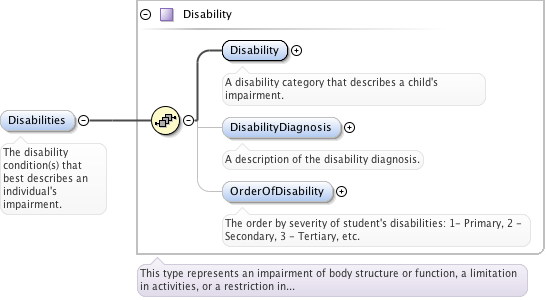 Disability
Disability
A disability category that describes a child's
impairment.
Disabilities
The disability
condition(s) that
best describes an
individual's
impairment.
DisabilityDiagnosis
A description of the disability diagnosis.
OrderOfDisability
The order by severity of student's disabilities: 1- Primary, 2 -
Secondary, 3 - Tertiary, etc.
This type represents an impairment of body structure or function, a limitation
in activities, or a restriction in...